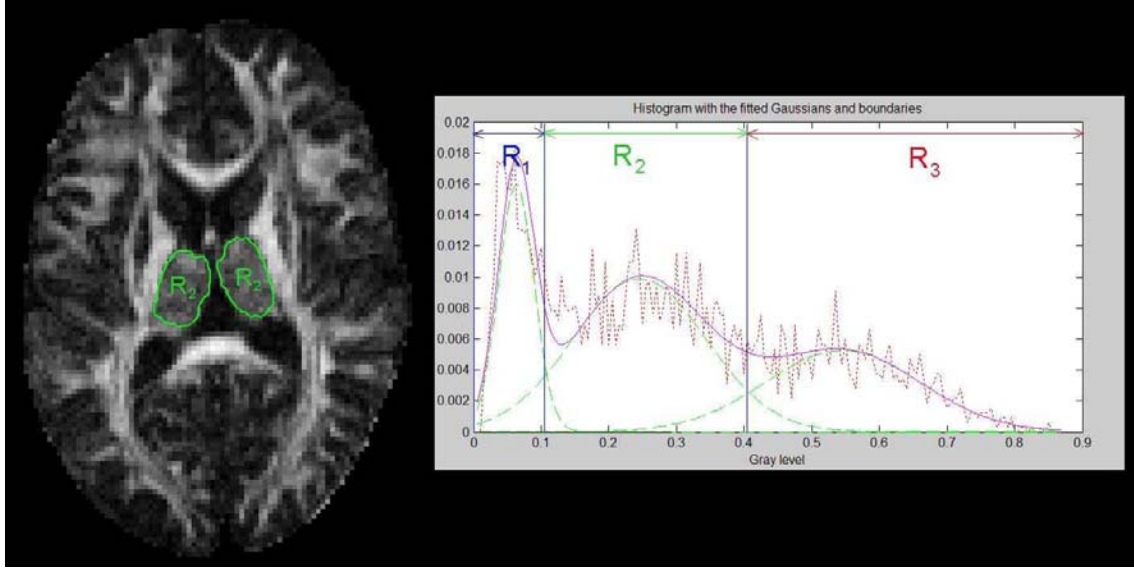 R2
R2
Histogram with the fitted Gaussians and boundaries
R1
R2
R3
0.02
0.018
0.016
0.014
0.012
0.01
0.008
0.006
0.004
0.002
0
0 0.1 0.2 0.3 0.4 0.5 0.6 0.7 0.8 0.9
Gray level